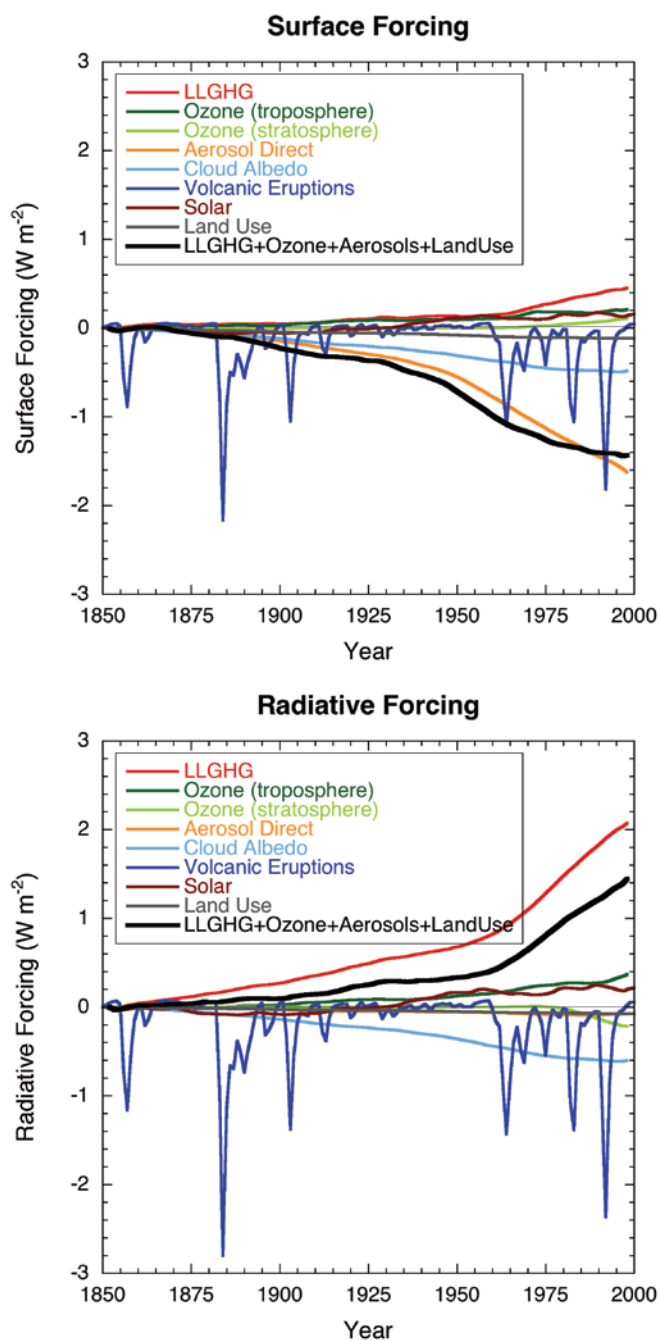 Surface Forcing
3
LLGHG
Ozone (troposphere)
Ozone (stratosphere)
2
Aerosol Direct
Cloud Albedo
Volcanic Eruptions
Solar
1
Land Use
LLGHG+Ozone+Aerosols+LandUse
0
-1
-2
-3
Surface Forcing (W m-2)
1850 1875 1900 1925 1950 1975 2000
Year
Radiative Forcing
3
LLGHG
Ozone (troposphere)
Ozone (stratosphere)
2
Aerosol Direct
Cloud Albedo
Volcanic Eruptions
Solar
1
Land Use
LLGHG+Ozone+Aerosols+LandUse
0
-1
-2
-3
Radiative Forcing (W m-2)
1850 1875 1900 1925 1950 1975 2000
Year